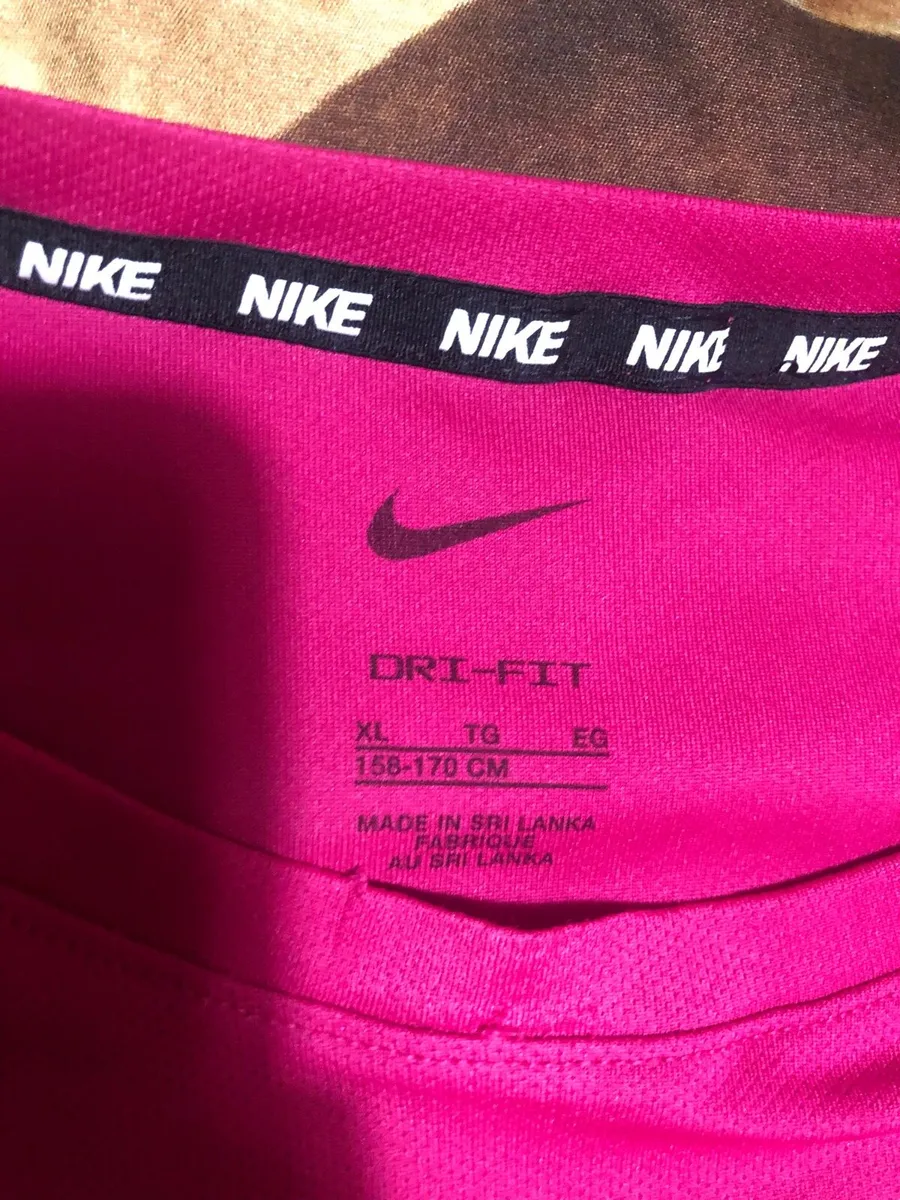 NIKE NIKE NIKE NIKE NIKE
DRI-FIT
XL TG EG
158-170 CM
MADE IN SRI LANKA
FABRIQUE
AU SRI LANKA